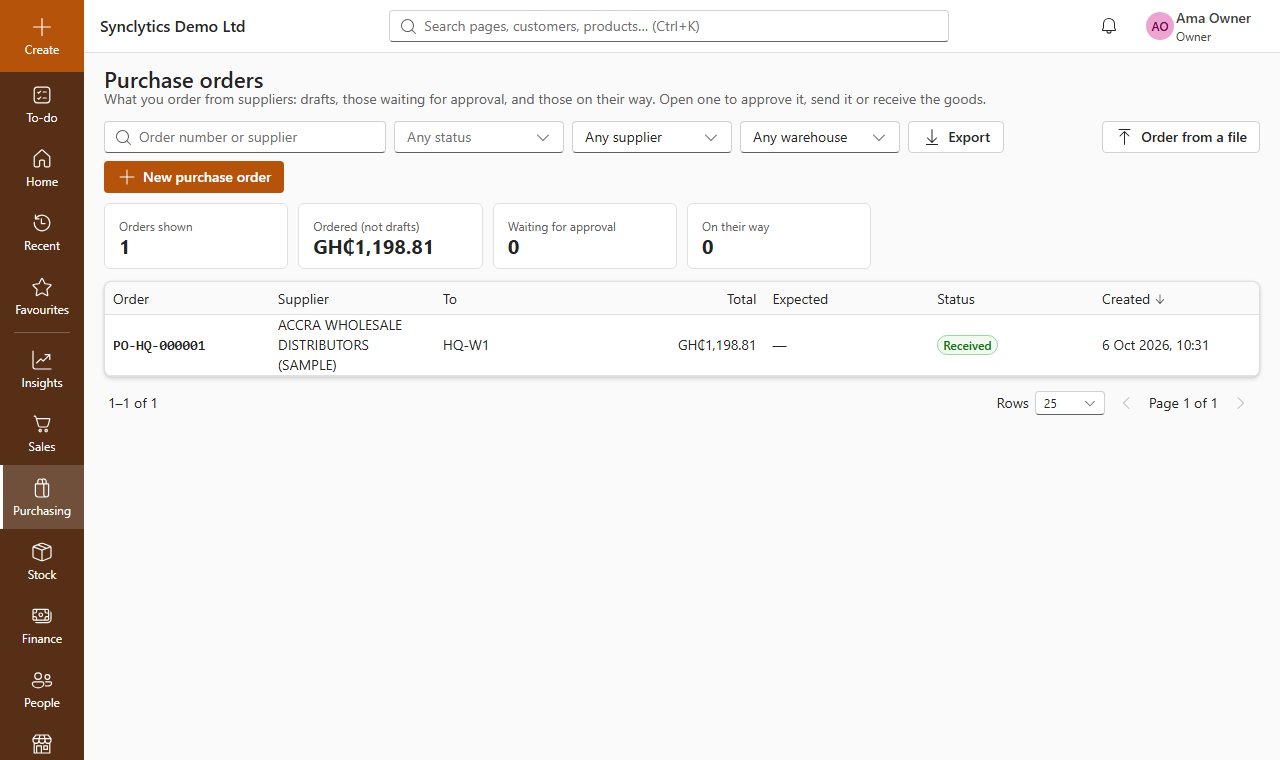 Create
To-do
Home
Recent
Favourites
Insights
Sales
Purchasing
Stock
Finance
People
Synclytics Demo Ltd
Search pages, customers, products... (Ctrl+K)
AO
Ama Owner
Owner
Purchase orders
What you order from suppliers: drafts, those waiting for approval, and those on their way. Open one to approve it, send it or receive the goods.
Order number or supplier
Any status
Any supplier
Any warehouse
Export
Order from a file
New purchase order
Orders shown
1
Ordered (not drafts)
GH₵1,198.81
Waiting for approval
0
On their way
0
Order Supplier To Total Expected Status Created
PO-HQ-000001
ACCRA WHOLESALE
DISTRIBUTORS
(SAMPLE)
HQ-W1
GH₵1,198.81
—
Received
6 Oct 2026, 10:31
1–1 of 1
Rows 25 Page 1 of 1